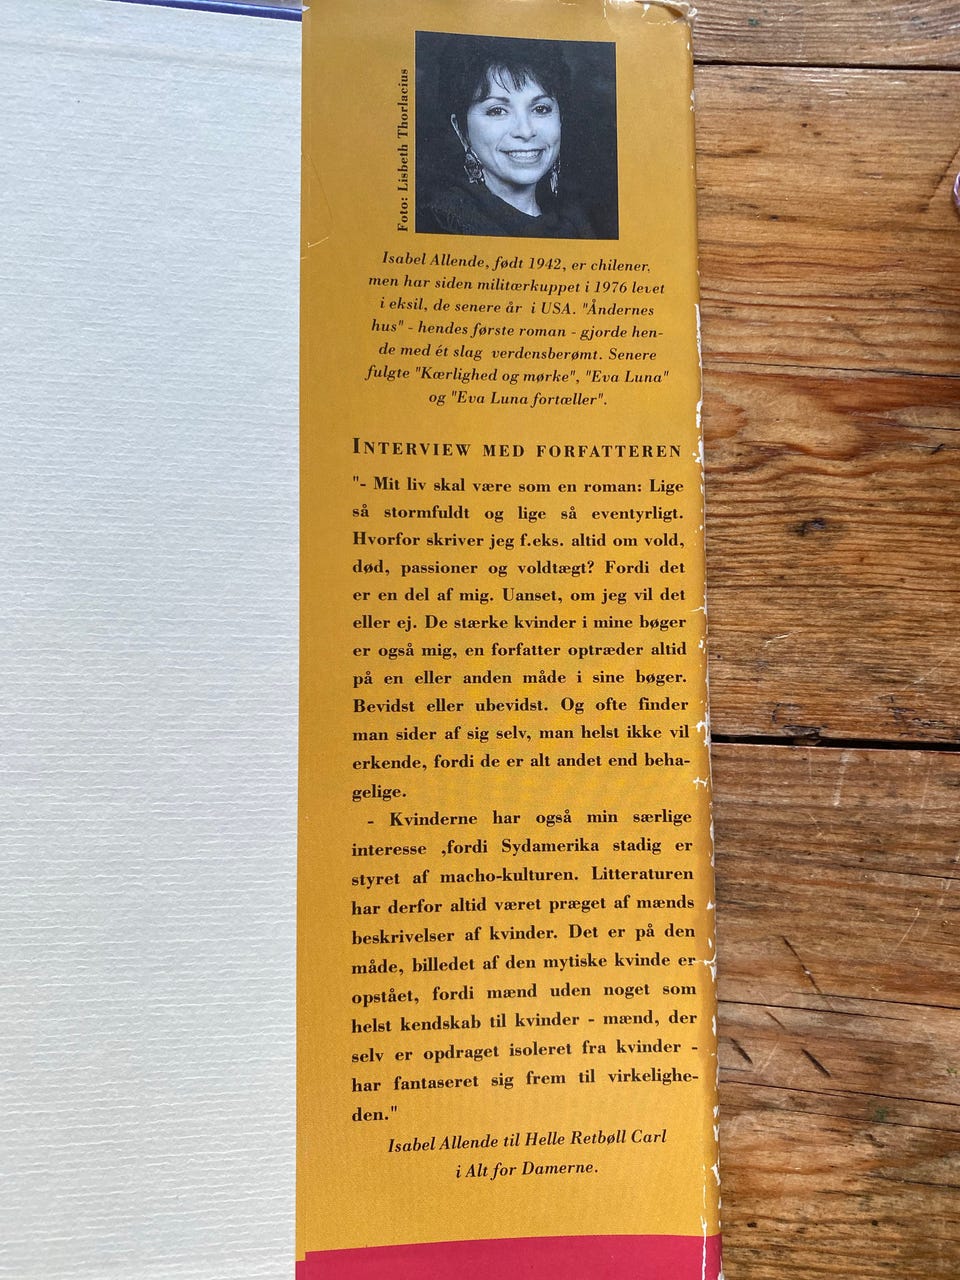 Foto: Lisbeth Thorlacius
Isabel Allende, født 1942, er chilener,
men har siden militærkuppet i 1976 levet
i eksil, de senere år i USA. "Åndernes
hus" - hendes første roman - gjorde hen-
de med ét slag verdensberømt. Senere
fulgte "Kærlighed og mørke", "Eva Luna"
og "Eva Luna fortæller".
INTERVIEW MED FORFATTEREN
"- Mit liv skal være som en roman: Lige
så stormfuldt og lige så eventyrligt.
Hvorfor skriver jeg f.eks. altid om vold,
død, passioner og voldtægt? Fordi det
er en del af mig. Uanset, om jeg vil det
eller ej. De stærke kvinder i mine bøger
er også mig, en forfatter optræder altid
på en eller anden måde i sine bøger.
Bevidst eller ubevidst. Og ofte finder
man sider af sig selv, man helst ikke vil
erkende, fordi de er alt andet end beha-
gelige.
- Kvinderne har også min særlige
interesse ,fordi Sydamerika stadig er
styret af macho-kulturen. Litteraturen
har derfor altid været præget af mænds
beskrivelser af kvinder. Det er på den
måde, billedet af den mytiske kvinde er
opstået, fordi mænd uden noget som
helst kendskab til kvinder - mænd, der
selv er opdraget isoleret fra kvinder -
har fantaseret sig frem til virkelighe-
den."
Isabel Allende til Helle Retbøll Carl
i Alt for Damerne.